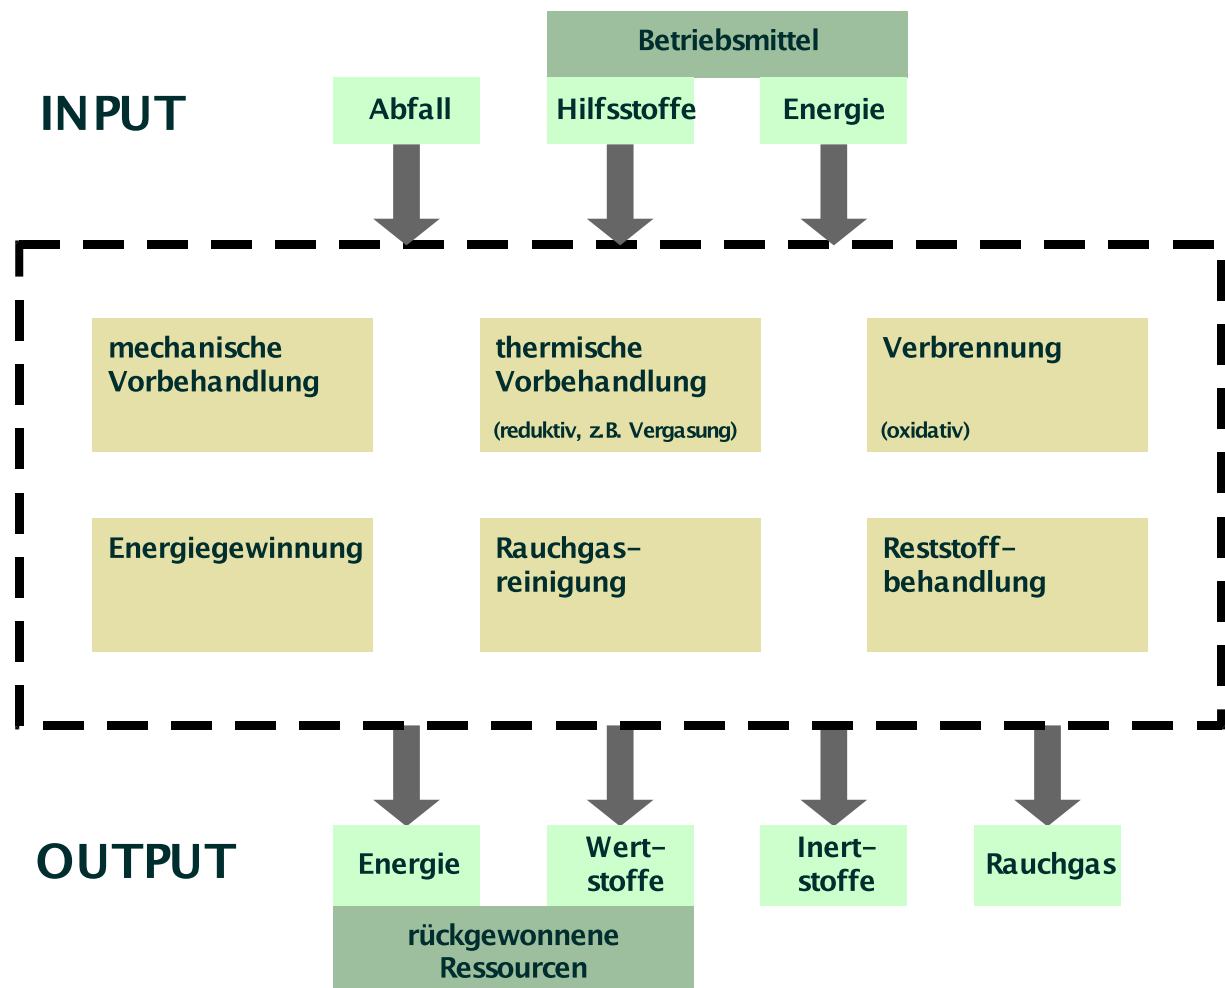 Betriebsmittel
INPUT
Abfall
Hilfsstoffe
Energie
mechanische
Vorbehandlung
thermische
Vorbehandlung
(reduktiv, z.B. Vergasung)
Verbrennung
(oxidativ)
Energiegewinnung
Rauchgas-
reinigung
Reststoff-
behandlung
OUTPUT
Energie
Wert-
stoffe
Inert-
stoffe
Rauchgas
rückgewonnene
Ressourcen